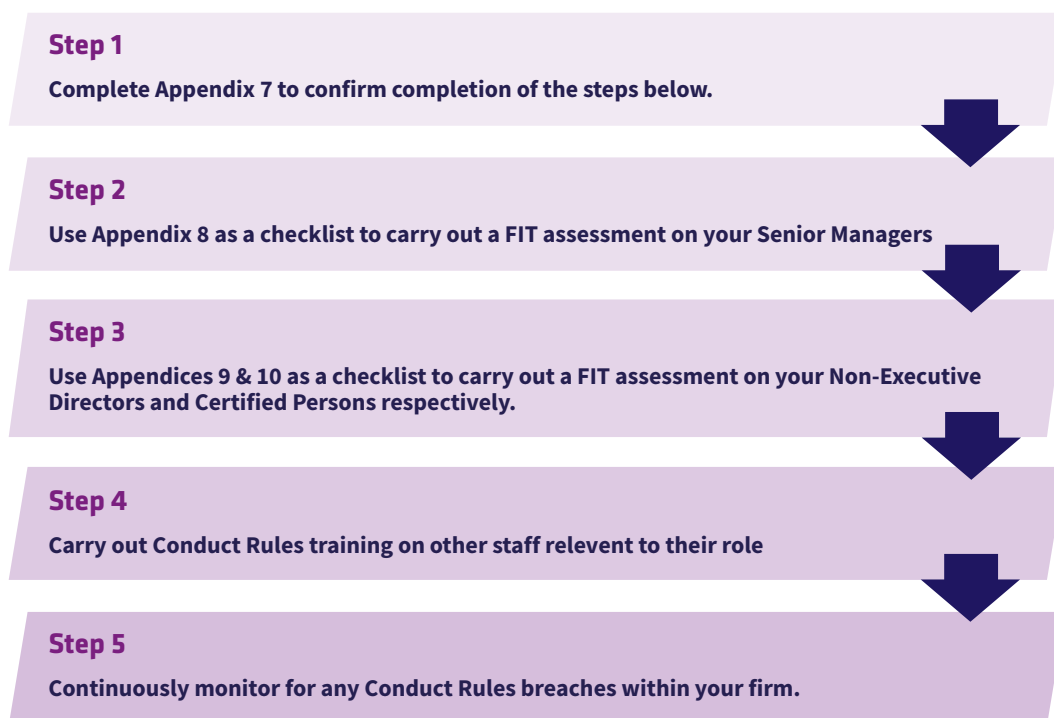 Step 1
Complete Appendix 7 to confirm completion of the steps below.
Step 2
Use Appendix 8 as a checklist to carry out a FIT assessment on your Senior Managers
Step 3
Use Appendices 9 & 10 as a checklist to carry out a FIT assessment on your Non-Executive
Directors and Certified Persons respectively.
Step 4
Carry out Conduct Rules training on other staff relevent to their role
Step 5
Continuously monitor for any Conduct Rules breaches within your firm.